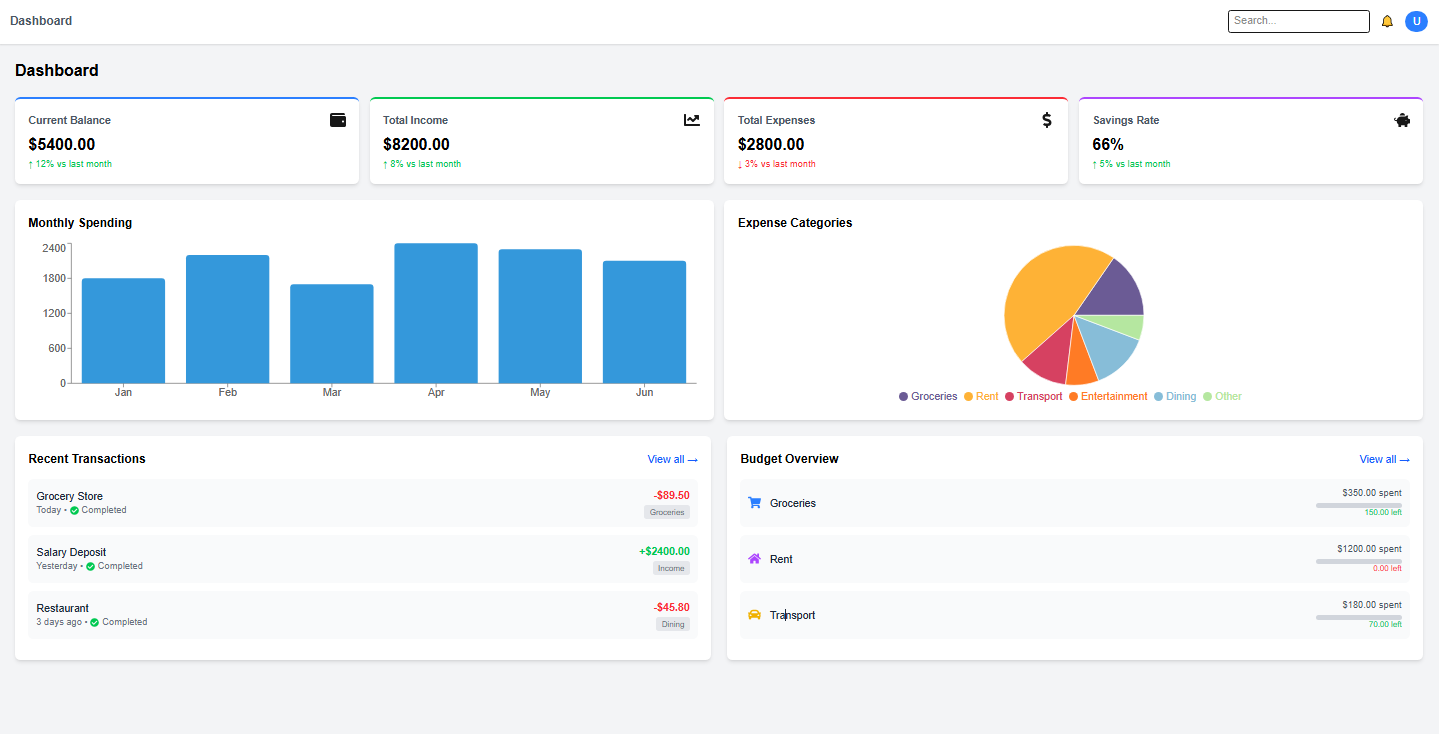 Dashboard
Search...
U
Dashboard
Current Balance
$5400.00
↑ 12% vs last month
Total Income
$8200.00
↑ 8% vs last month
Total Expenses
$2800.00
↓ 3% vs last month
Savings Rate
66%
↑ 5% vs last month
Monthly Spending
2400
1800
1200
600
0
Jan Feb Mar Apr May Jun
Expense Categories
Groceries Rent Transport Entertainment Dining Other
Recent Transactions
View all →
Grocery Store
-$89.50
Today • Completed
Groceries
Salary Deposit
+$2400.00
Yesterday • Completed
Income
Restaurant
-$45.80
3 days ago • Completed
Dining
Budget Overview
View all →
Groceries
$350.00 spent
150.00 left
Rent
$1200.00 spent
0.00 left
Transport
$180.00 spent
70.00 left